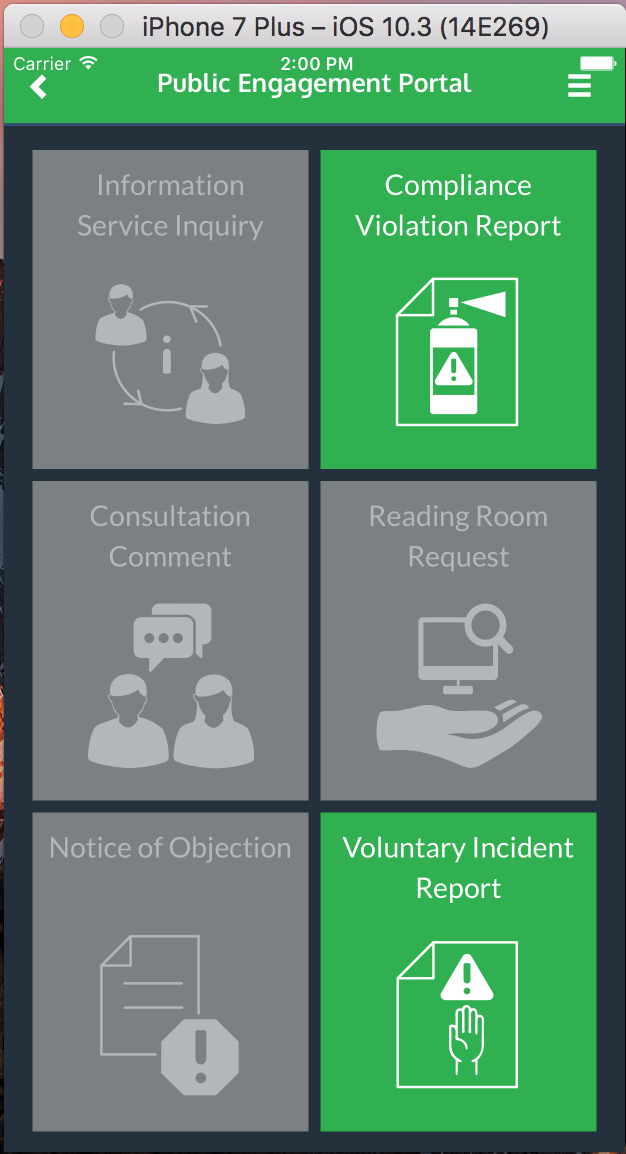 iPhone 7 Plus – iOS 10.3 (14E269)
Carrier 2:00 PM
Public Engagement Portal
Information
Service Inquiry
Compliance
Violation Report
Consultation
Comment
Reading Room
Request
Notice of Objection
Voluntary Incident
Report